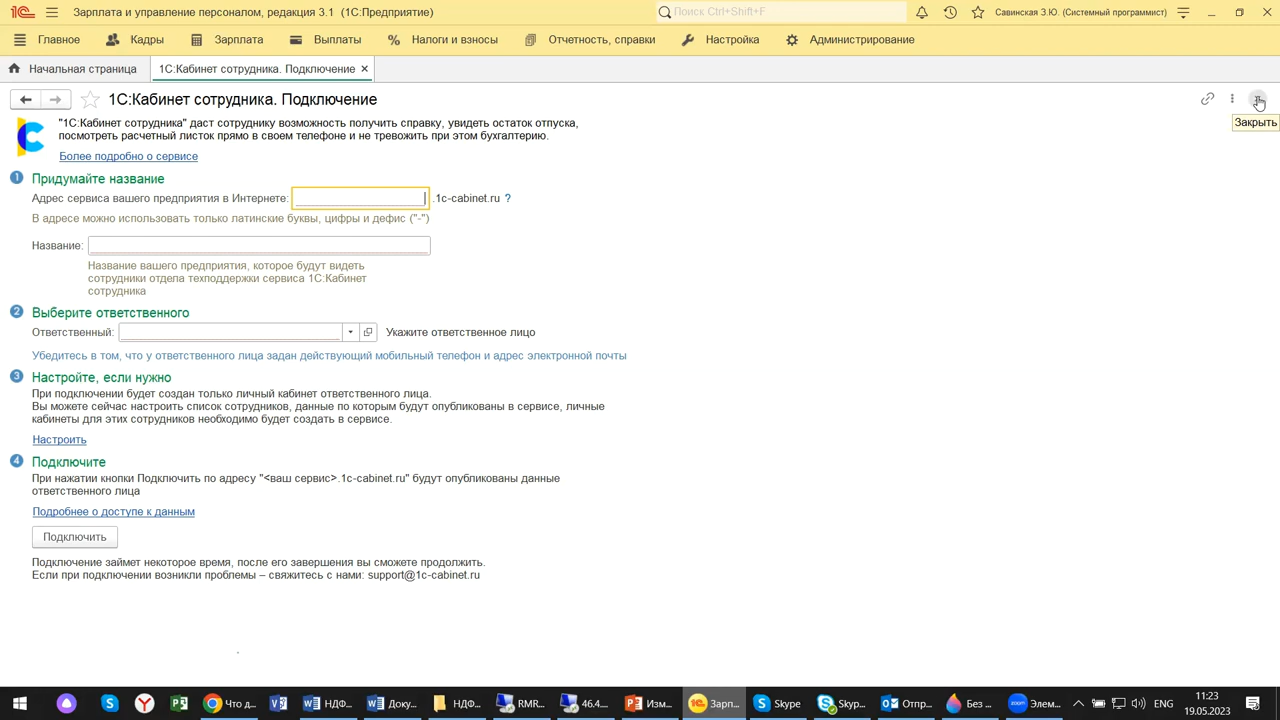 Зарплата и управление персоналом, редакция 3.1 (1С:Предприятие)
Поиск Ctrl+Shift+F
Савинская З.Ю. (Системный программист)
Главное
Кадры
Зарплата
Выплаты
Налоги и взносы
Отчетность, справки
Настройка
Администрирование
Начальная страница
1С:Кабинет сотрудника. Подключение
1С:Кабинет сотрудника. Подключение
Закрыть
"1С:Кабинет сотрудника" даст сотруднику возможность получить справку, увидеть остаток отпуска,
посмотреть расчетный листок прямо в своем телефоне и не тревожить при этом бухгалтерию.
Более подробно о сервисе
1 Придумайте название
Адрес сервиса вашего предприятия в Интернете: .1c-cabinet.ru ?
В адресе можно использовать только латинские буквы, цифры и дефис ("-")
Название:
Название вашего предприятия, которое будут видеть
сотрудники отдела техподдержки сервиса 1С:Кабинет
сотрудника
2 Выберите ответственного
Ответственный: Укажите ответственное лицо
Убедитесь в том, что у ответственного лица задан действующий мобильный телефон и адрес электронной почты
3 Настройте, если нужно
При подключении будет создан только личный кабинет ответственного лица.
Вы можете сейчас настроить список сотрудников, данные по которым будут опубликованы в сервисе, личные
кабинеты для этих сотрудников необходимо будет создать в сервисе.
Настроить
4 Подключите
При нажатии кнопки Подключить по адресу "<ваш сервис>.1c-cabinet.ru" будут опубликованы данные
ответственного лица
Подробнее о доступе к данным
Подключить
Подключение займет некоторое время, после его завершения вы сможете продолжить.
Если при подключении возникли проблемы – свяжитесь с нами: support@1c-cabinet.ru
Что д...
НДФ...
Доку...
НДФ...
RMR...
46.4...
Изм...
Зарп...
Skype
Skyp...
Отпр...
Без ...
Элем...
ENG
11:23
19.05.2023